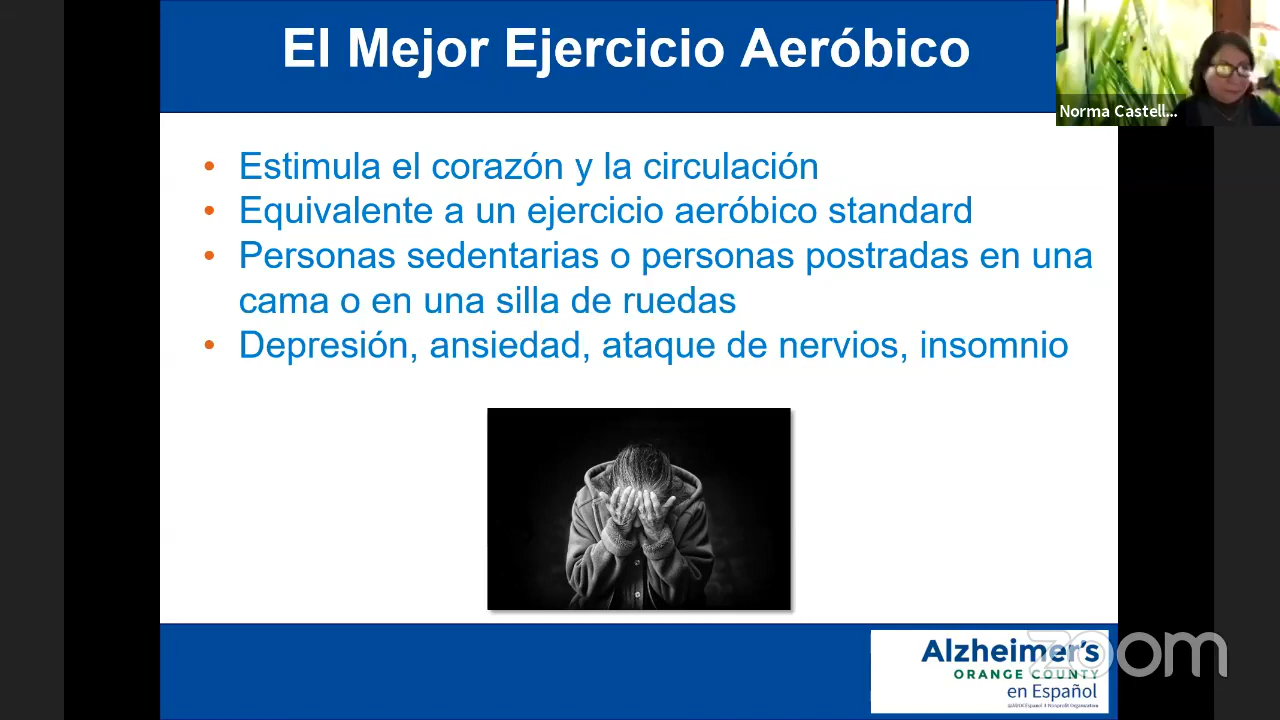 El Mejor Ejercicio Aeróbico
Norma Castell...
• Estimula el corazón y la circulación
• Equivalente a un ejercicio aeróbico standard
• Personas sedentarias o personas postradas en una
cama o en una silla de ruedas
• Depresión, ansiedad, ataque de nervios, insomnio
Alzheimer's
ORANGE COUNTY
en Español
zoom